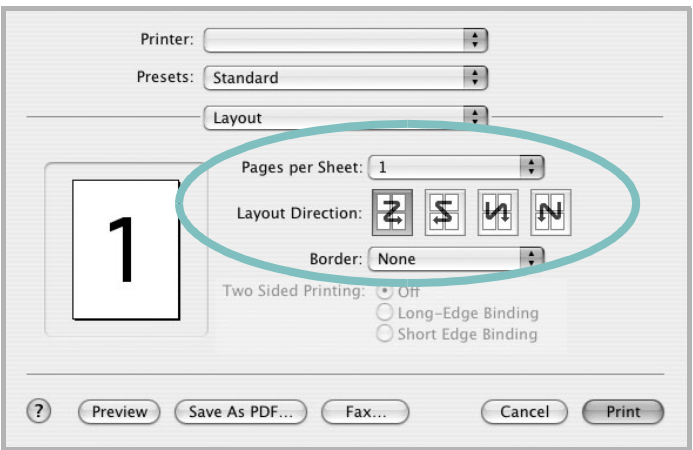 Printer:
Presets: Standard
Layout
Pages per Sheet: 1
Layout Direction:
Border: None
1
Two Sided Printing: Off
Long-Edge Binding
Short Edge Binding
? Preview Save As PDF... Fax... Cancel Print